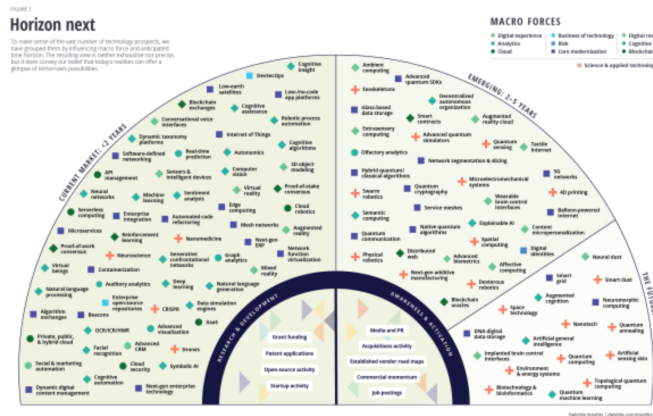 FIGURE 1
Horizon next
To make sense of the vast number of technology prospects, we
have grouped them by influencing macro force and anticipated
time horizon. The resulting view is neither exhaustive nor precise,
but it does convey our belief that today's realities can offer a
glimpse of tomorrow's possibilities.
MACRO FORCES
Digital experience
Business of technology
Digital
Analytics
Risk
Cognitive
Cloud
Core modernization
Blockchain
Science & applied
CURRENT MARKET: <2 YEARS
Cognitive
insight
DevSecOps
Low-earth
satellites
Low-/no-code
app platforms
Blockchain
exchanges
Cognitive
assistance
Conversational voice
interfaces
Robotic process
automation
Dynamic taxonomy
platforms
Internet of Things
Cognitive
algorithms
Software-defined
networking
Real-time
prediction
Autonomics
API
management
Sensors &
intelligent devices
Computer
vision
3D object
modeling
Neural
networks
Machine
learning
Sentiment
analysis
Virtual
reality
Proof-of-stake
consensus
Serverless
computing
Enterprise
integration
Automated code
refactoring
Edge
computing
Cloud
robotics
Microservices
Reinforcement
learning
Nanomedicine
Mesh networks
Augmented
reality
Proof-of-work
consensus
Neuroscience
Generative
confrontational
networks
Graph
analytics
Next-gen
ERP
Network
function
virtualization
Virtual
beings
Containerization
Mixed
reality
Natural language
processing
Auditory analytics
Deep
learning
Natural language
generation
Algorithm
exchanges
Beacons
Enterprise
open-source
repositories
CRISPR
Data simulation
engines
Private, public,
& hybrid cloud
OCR/ICR/HWR
Advanced
visualization
XaaS
Facial
recognition
Advanced
CRM
Drones
Social & marketing
automation
Cloud
security
Symbolic AI
Dynamic digital
content management
Cognitive
automation
Next-gen enterprise
technology
EMERGING: 2–5 YEARS
Ambient
computing
Advanced
quantum SDKs
Exoskeletons
Decentralized
autonomous
organization
Glass-based
data storage
Smart
contracts
Augmented
reality cloud
Extrasensory
computing
Advanced quantum
simulators
Quantum
sensing
Tactile
Internet
Olfactory analytics
Network segmentation & slicing
Hybrid quantum/
classical algorithms
Microelectromechanical
systems
5G
networks
Swarm
robotics
Quantum
cryptography
Wearable
brain control
interfaces
4D printing
Semantic
computing
Service meshes
Balloon-powered
internet
Quantum
communication
Native quantum
algorithms
Explainable AI
Content
micropersonalization
Spatial
computing
Digital
identities
Physical
robotics
Distributed
web
Advanced
biometrics
Affective
computing
Next-gen additive
manufacturing
Dexterous
robotics
Blockchain
oracles
Neural dust
Smart
grid
Smart dust
Augmented
cognition
Neuromorphic
computing
Space
technology
Nanotech
Quantum
annealing
DNA digital
data storage
Artificial general
intelligence
Implanted brain control
interfaces
Quantum
computing
Artificial
sensing skin
Environment
and energy systems
Biotechnology &
bioinformatics
Topological quantum
computing
Quantum
machine learning
RESEARCH & DEVELOPMENT
Grant funding
Patent applications
Open-source activity
Startup activity
AWARENESS & ACTIVATION
Media and PR
Acquisitions activity
Established vendor road maps
Commercial momentum
Job postings